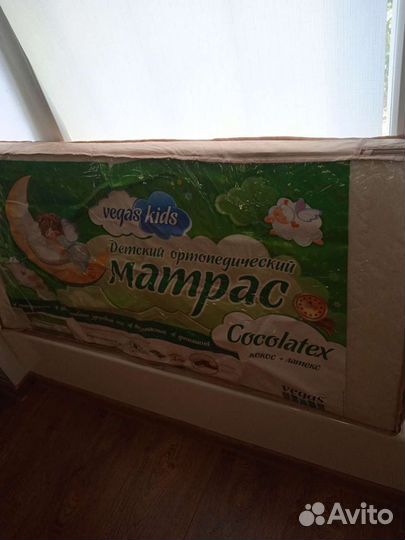 vegas kids
Детский ортопедический
матрас
Cocolatex
кокос + латекс
vegas
Avito